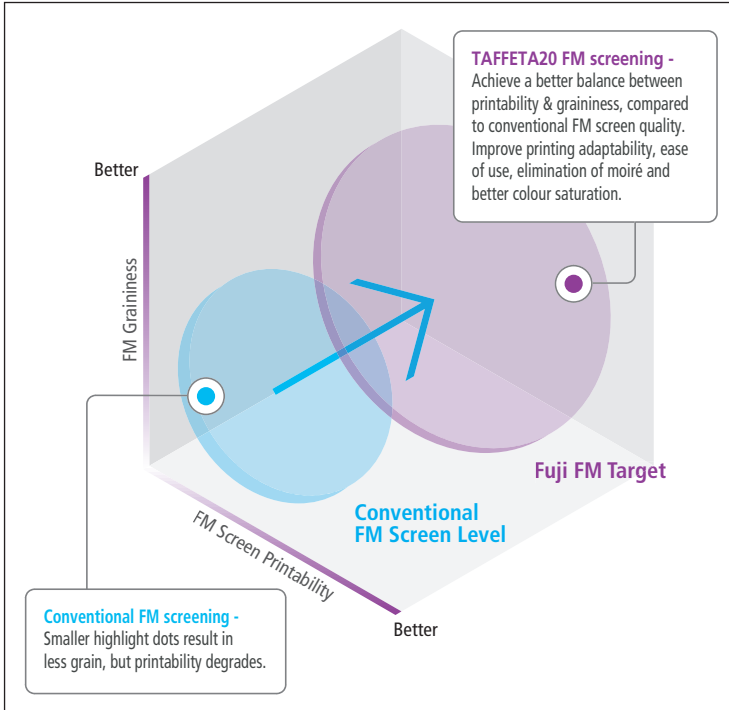 TAFFETA20 FM screening -
Achieve a better balance between
printability & graininess, compared
to conventional FM screen quality.
Improve printing adaptability, ease
of use, elimination of moiré and
better colour saturation.
Better
FM Graininess
Fuji FM Target
Conventional
FM Screen Level
FM Screen Printability
Better
Conventional FM screening -
Smaller highlight dots result in
less grain, but printability degrades.